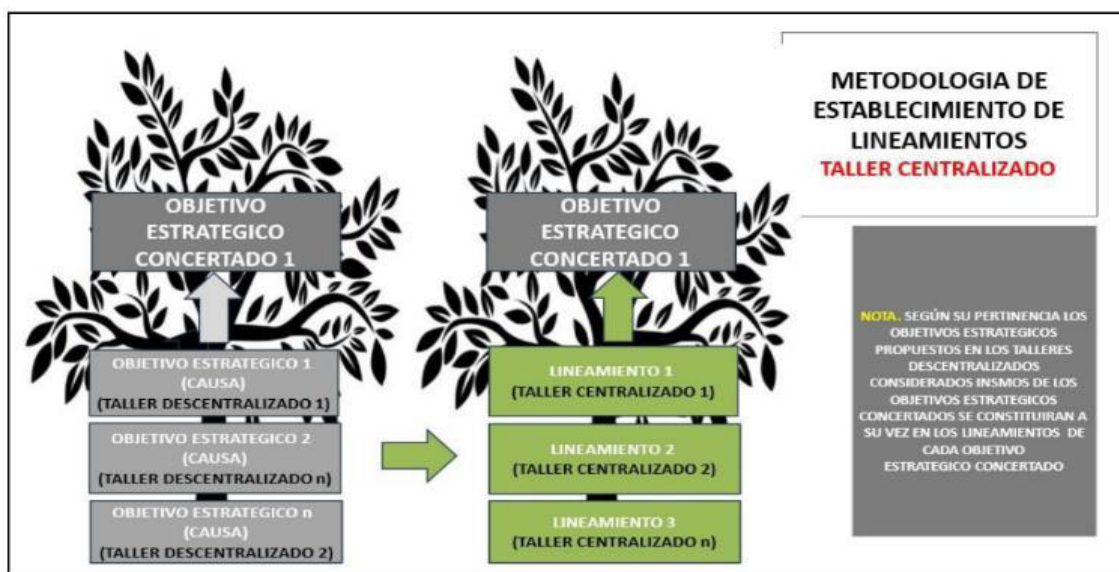 OBJETIVO
ESTRATEGICO
CONCERTADO 1
OBJETIVO ESTRATEGICO 1
(CAUSA)
(TALLER DESCENTRALIZADO 1)
OBJETIVO ESTRATEGICO 2
(CAUSA)
(TALLER DESCENTRALIZADO n)
OBJETIVO ESTRATEGICO n
(CAUSA)
(TALLER DESCENTRALIZADO 2)
OBJETIVO
ESTRATEGICO
CONCERTADO 1
LINEAMIENTO 1
(TALLER CENTRALIZADO 1)
LINEAMIENTO 2
(TALLER CENTRALIZADO 2)
LINEAMIENTO 3
(TALLER CENTRALIZADO n)
METODOLOGIA DE
ESTABLECIMIENTO DE
LINEAMIENTOS
TALLER CENTRALIZADO
NOTA. SEGÚN SU PERTINENCIA LOS
OBJETIVOS ESTRATEGICOS
PROPUESTOS EN LOS TALLERES
DESCENTRALIZADOS
CONSIDERADOS INSMOS DE LOS
OBJETIVOS ESTRATEGICOS
CONCERTADOS SE CONSTITUIRAN A
SU VEZ EN LOS LINEAMIENTOS DE
CADA OBJETIVO
ESTRATEGICO CONCERTADO